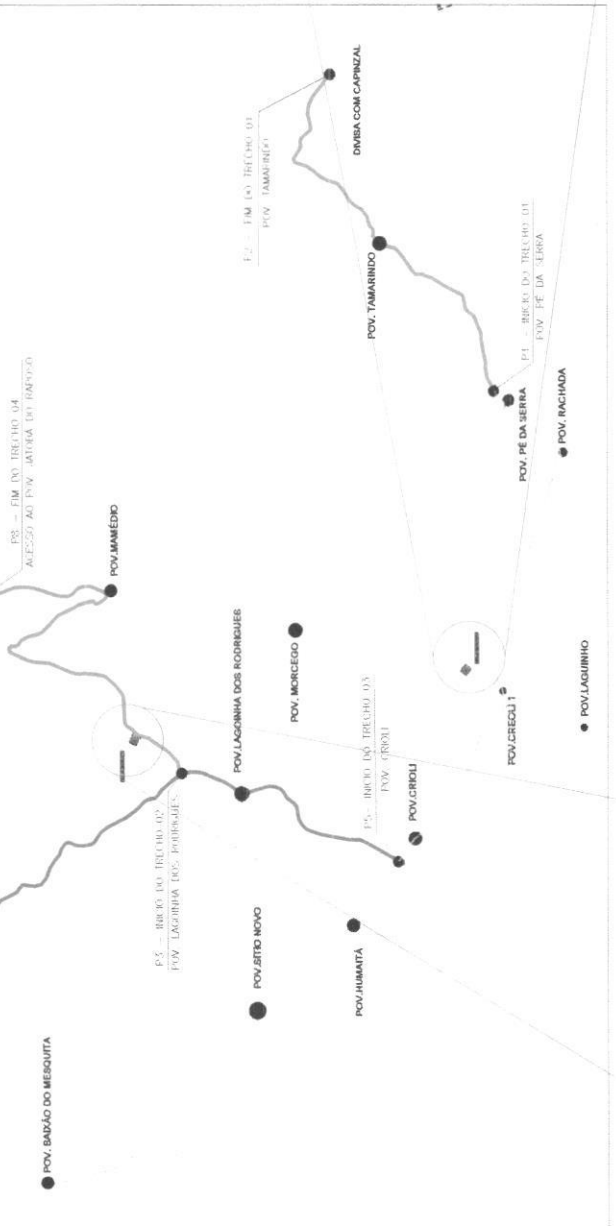 P8 - FIM DO TRECHO 04
ACESSO AO POV. JATOBÁ DO RAPOSO
POV.MAMÉDIO
P2 - FIM DO TRECHO 01
POV. TAMARINDO
DIVISA COM CAPINZAL
POV. TAMARINDO
P1 - INICIO DO TRECHO 01
POV. PÉ DA SERRA
POV. PÉ DA SERRA
POV. RACHADA
POV. BAIXÃO DO MESQUITA
P3 - INICIO DO TRECHO 02
POV. LAGOINHA DOS RODRIGUES
POV.LAGOINHA DOS RODRIGUES
POV. MORCEGO
POV.SITIO NOVO
P5 - INICIO DO TRECHO 03
POV. CRIOLI
POV.CRIOLI
POV.HUMAITÁ
POV.CREOLI 1
POV.LAGUINHO